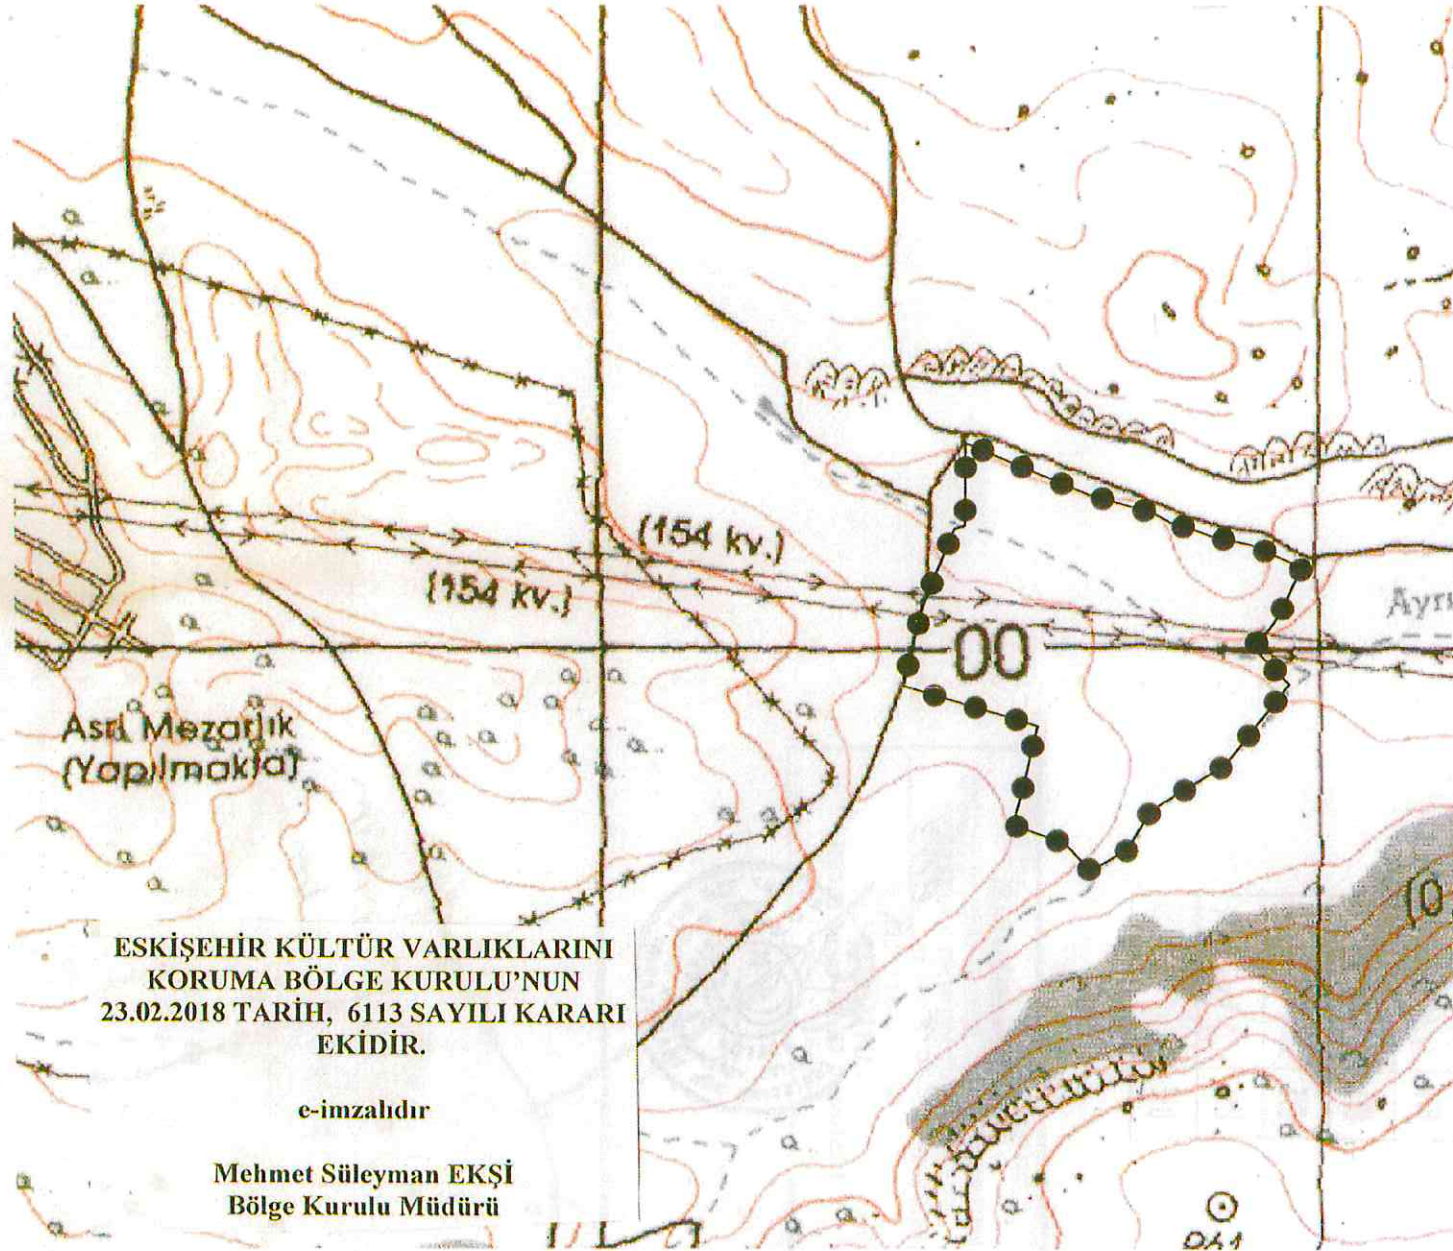 (154 kv.)
(154 kv.)
00
Asri Mezarlık
(Yapılmakta)
ESKİŞEHİR KÜLTÜR VARLIKLARINI
KORUMA BÖLGE KURULU'NUN
23.02.2018 TARİH, 6113 SAYILI KARARI
EKİDİR.
e-imzalıdır
Mehmet Süleyman EKŞİ
Bölge Kurulu Müdürü